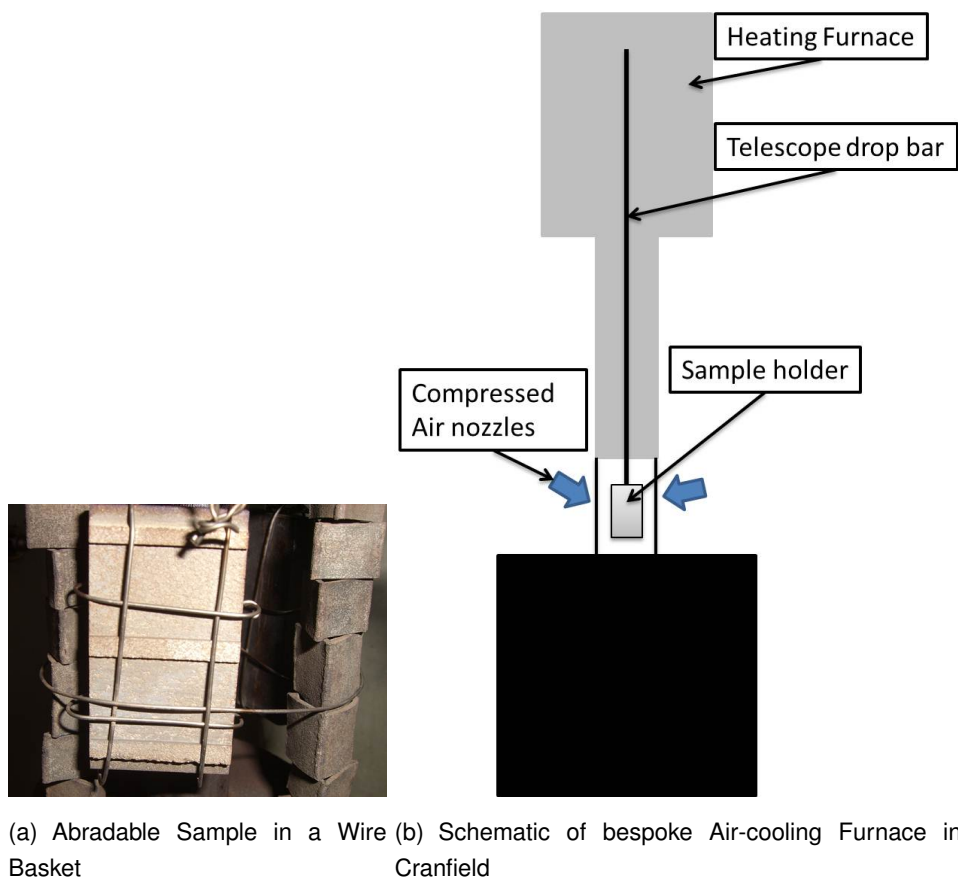 Heating Furnace
Telescope drop bar
Sample holder
Compressed
Air nozzles
(a) Abradable Sample in a Wire
Basket
(b) Schematic of bespoke Air-cooling Furnace in
Cranfield